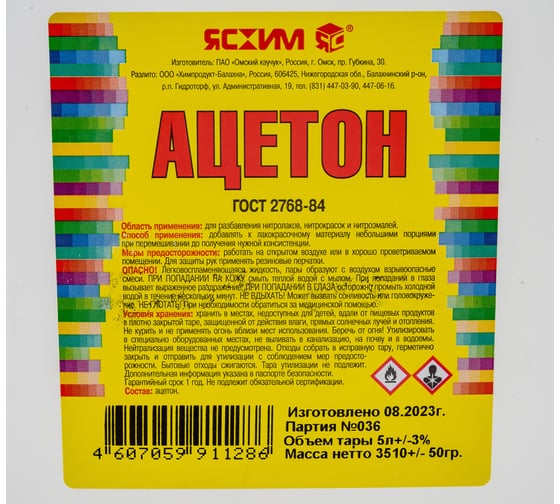 ЯСХИМ ЯС®
Изготовитель: ПАО «Омский каучук», Россия, г. Омск, пр. Губкина, 30.
Разлито: ООО «Химпродукт-Балахна», Россия, 606425, Нижегородская обл., Балахнинский р-он,
р.п. Гидроторф, ул. Административная, 19, тел. (831) 447-03-90, 447-06-16.
АЦЕТОН
ГОСТ 2768-84
Область применения: для разбавления нитролаков, нитрокрасок и нитроэмалей.
Способ применения: добавлять к лакокрасочному материалу небольшими порциями
при перемешивании до получения нужной консистенции.
Меры предосторожности: работать на открытом воздухе или в хорошо проветриваемом
помещении. Для защиты рук применять резиновые перчатки.
ОПАСНО! Легковоспламеняющаяся жидкость, пары образуют с воздухом взрывоопасные
смеси. ПРИ ПОПАДАНИИ НА КОЖУ смыть теплой водой с мылом. При попадании в глаза
вызывает выраженное раздражение. ПРИ ПОПАДАНИИ В ГЛАЗА осторожно промыть холодной
водой в течение нескольких минут. НЕ ВДЫХАТЬ! Может вызвать сонливость или головокруже-
ние. НЕ ГЛОТАТЬ! При необходимости обратиться за медицинской помощью.
Условия хранения: хранить в местах, недоступных для детей, вдали от пищевых продуктов
в плотно закрытой таре, защищенной от действия влаги, прямых солнечных лучей и отопления.
Не курить и не применять огонь вблизи мест использования. Беречь от огня! Утилизировать
в специально оборудованных местах, не выливать в канализацию, на почву и в водоемы.
Нейтрализация вещества не предусмотрена. Отходы собрать в исправную тару, герметично
закрыть и отправить для утилизации с соблюдением мер предосто-
рожности. Бытовые отходы сжигаются. Тара утилизации не подлежит.
Дополнительная информация указана в паспорте безопасности.
Гарантийный срок 1 год. Не подлежит обязательной сертификации.
Состав: ацетон.
4 607059 911286
Изготовлено 08.2023г.
Партия №036
Объем тары 5л+/-3%
Масса нетто 3510+/- 50гр.